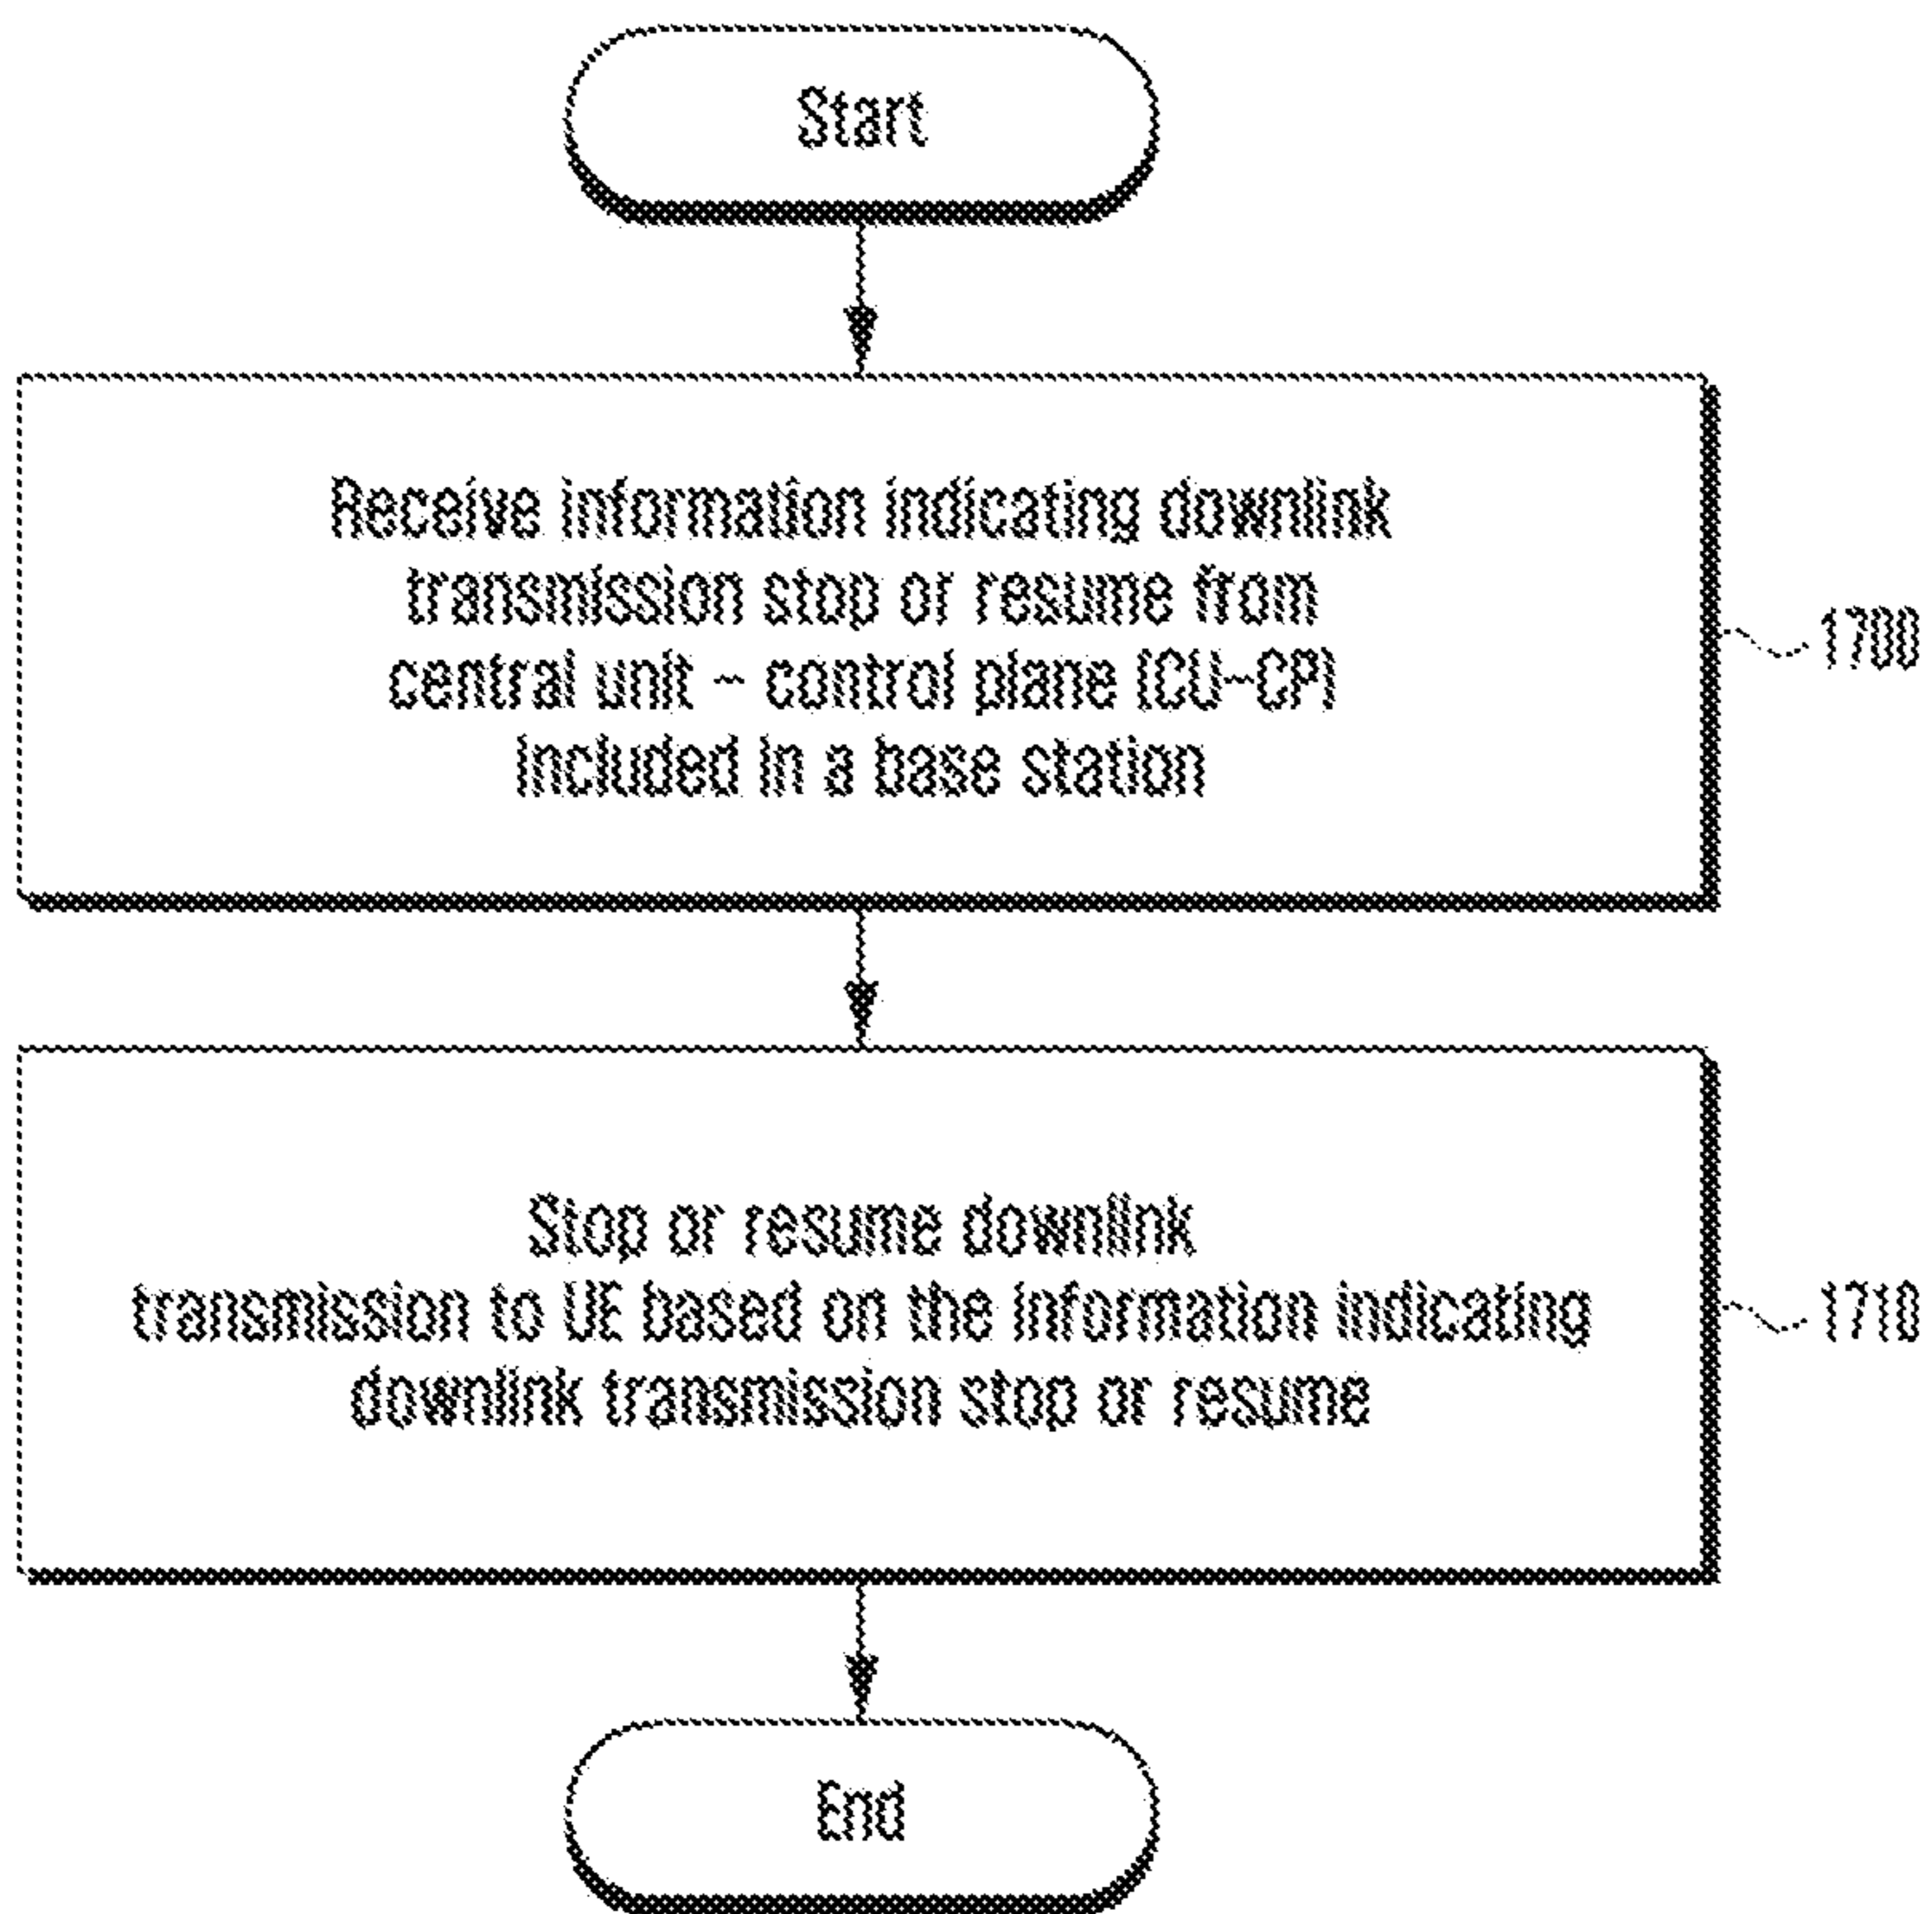 Start
Receive information indicating downlink
transmission stop or resume from
central unit - control plane (CU-CP)
included in a base station
1700
Stop or resume downlink
transmission to UE based on the information indicating
downlink transmission stop or resume
1710
End